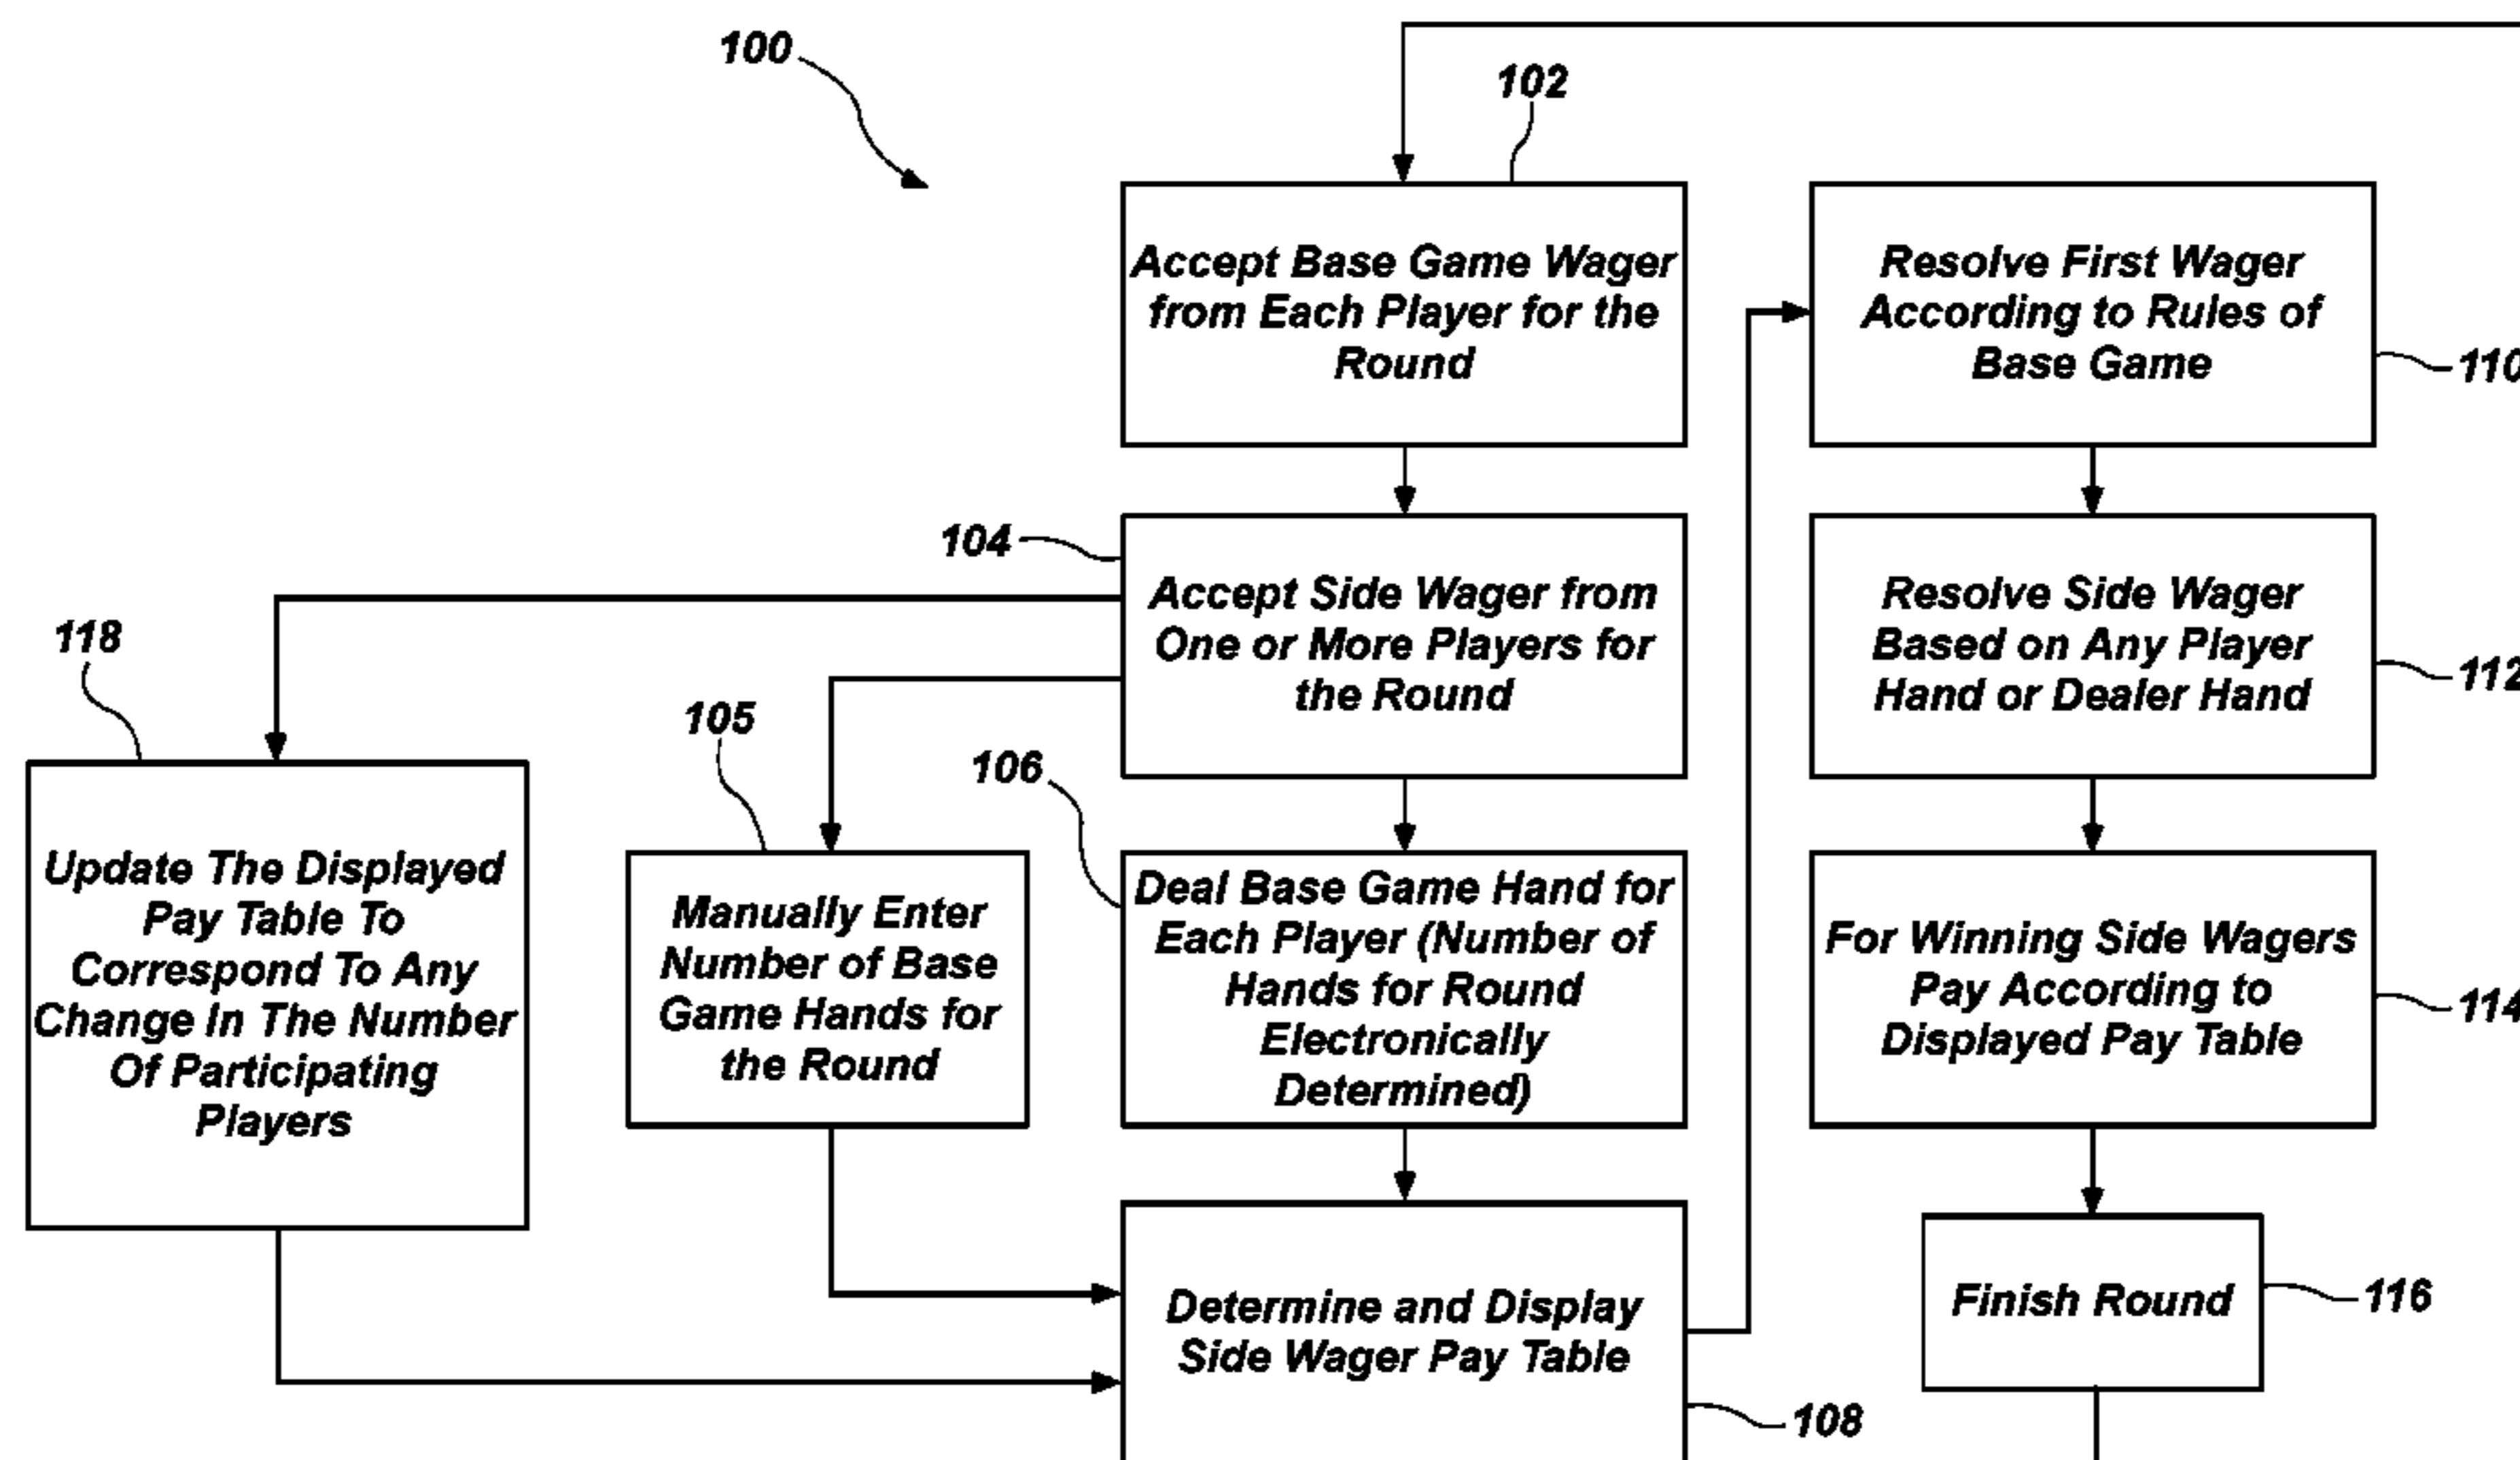 100
102
Accept Base Game Wager
from Each Player for the
Round
104
Accept Side Wager from
One or More Players for
the Round
118
Update The Displayed
Pay Table To
Correspond To Any
Change In The Number
Of Participating
Players
105
Manually Enter
Number of Base
Game Hands for
the Round
106
Deal Base Game Hand for
Each Player (Number of
Hands for Round
Electronically
Determined)
Determine and Display
Side Wager Pay Table
108
Resolve First Wager
According to Rules of
Base Game
110
Resolve Side Wager
Based on Any Player
Hand or Dealer Hand
112
For Winning Side Wagers
Pay According to
Displayed Pay Table
114
Finish Round
116